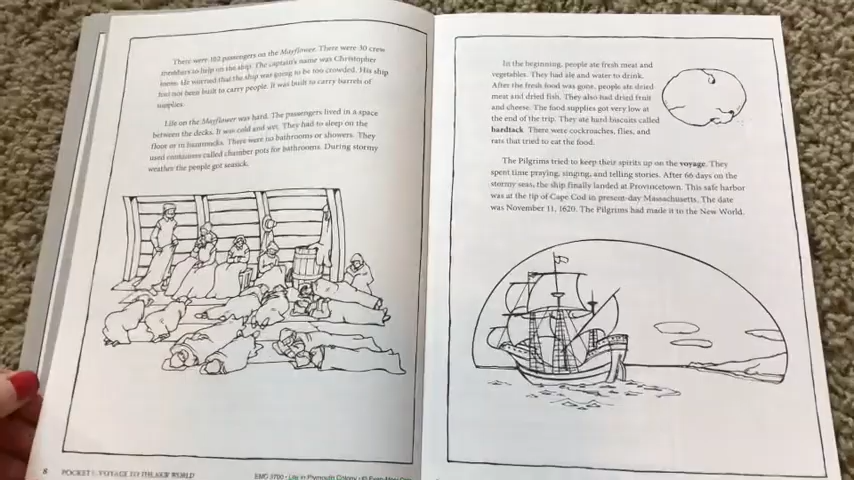 There were 102 passengers on the Mayflower. There were 30 crew
members to help on the ship. The captain's name was Christopher
Jones. He worried that the ship was going to be too crowded. His ship
had not been built to carry people. It was built to carry barrels of
supplies.
Life on the Mayflower was hard. The passengers lived in a space
between the decks. It was cold and wet. They had to sleep on the
floor or in hammocks. There were no bathrooms or showers. They
used containers called chamber pots for bathrooms. During stormy
weather the people got seasick.
8 POCKET 1: VOYAGE TO THE NEW WORLD
EMC 3700 • Life in Plymouth Colony • © Evan-Moor
In the beginning, people ate fresh meat and
vegetables. They had ale and water to drink.
After the fresh food was gone, people ate dried
meat and dried fish. They also had dried fruit
and cheese. The food supplies got very low at
the end of the trip. They ate hard biscuits called
hardtack. There were cockroaches, flies, and
rats that tried to eat the food.
The Pilgrims tried to keep their spirits up on the voyage. They
spent time praying, singing, and telling stories. After 66 days on the
stormy seas, the ship finally landed at Provincetown. This safe harbor
was at the tip of Cape Cod in present-day Massachusetts. The date
was November 11, 1620. The Pilgrims had made it to the New World.